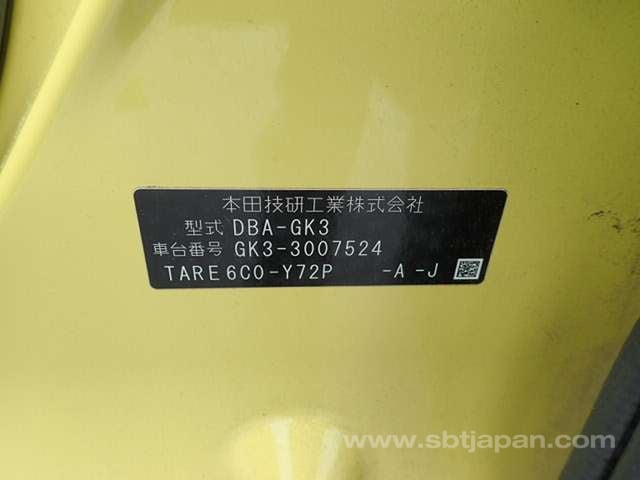 本田技研工業株式会社
型式 DBA-GK3
車台番号 GK3-3007524
TARE6C0-Y72P -A -J
www.sbtjapan.com